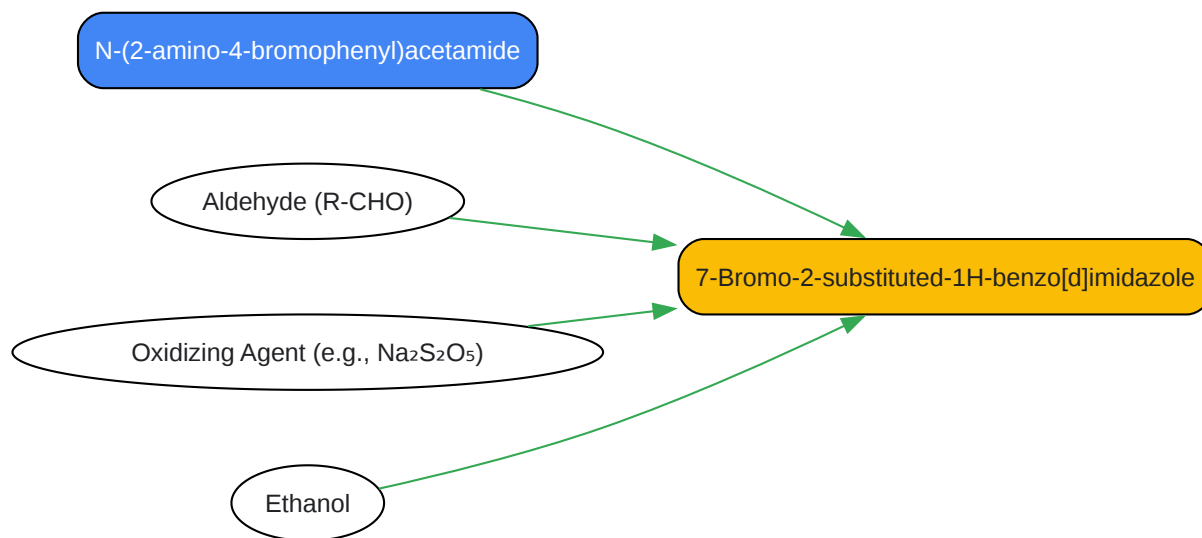 N-(2-amino-4-bromophenyl)acetamide
Aldehyde (R-CHO)
7-Bromo-2-substituted-1H-benzo[d]imidazole
Oxidizing Agent (e.g., Na₂S₂O₅)
Ethanol